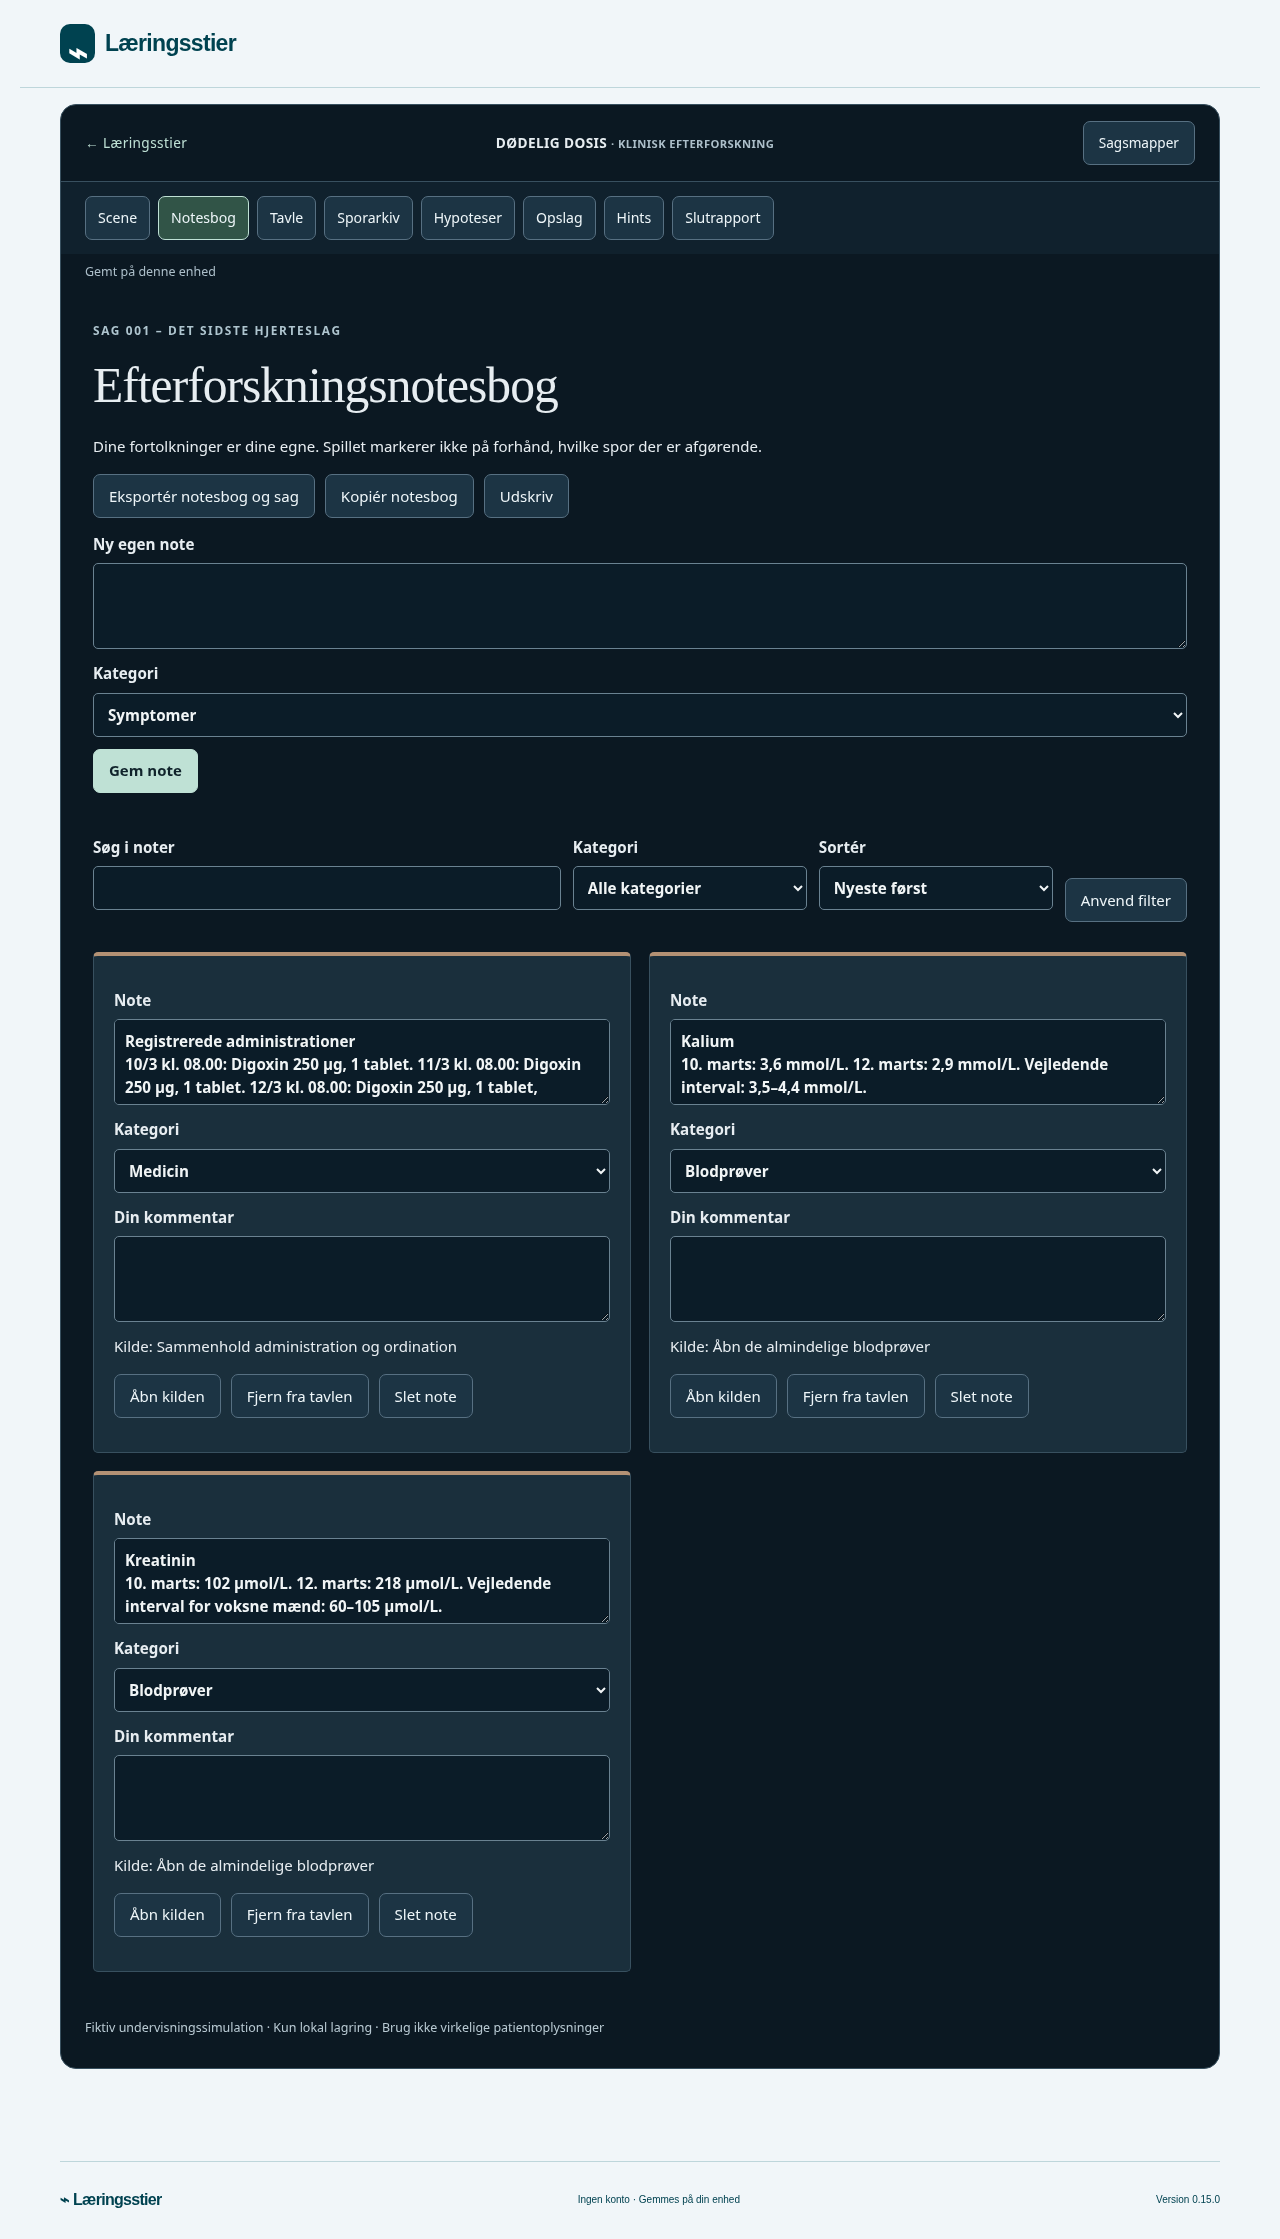 Læringsstier
← Læringsstier
DØDELIG DOSIS · KLINISK EFTERFORSKNING
Sagsmapper
Scene
Notesbog
Tavle
Sporarkiv
Hypoteser
Opslag
Hints
Slutrapport
Gemt på denne enhed
SAG 001 – DET SIDSTE HJERTESLAG
Efterforskningsnotesbog
Dine fortolkninger er dine egne. Spillet markerer ikke på forhånd, hvilke spor der er afgørende.
Eksportér notesbog og sag
Kopiér notesbog
Udskriv
Ny egen note
Kategori
Symptomer
Gem note
Søg i noter
Kategori
Sortér
Alle kategorier
Nyeste først
Anvend filter
Note
Registrerede administrationer
10/3 kl. 08.00: Digoxin 250 µg, 1 tablet. 11/3 kl. 08.00: Digoxin
250 µg, 1 tablet. 12/3 kl. 08.00: Digoxin 250 µg, 1 tablet,
Kategori
Medicin
Din kommentar
Kilde: Sammenhold administration og ordination
Åbn kilden
Fjern fra tavlen
Slet note
Note
Kalium
10. marts: 3,6 mmol/L. 12. marts: 2,9 mmol/L. Vejledende
interval: 3,5–4,4 mmol/L.
Kategori
Blodprøver
Din kommentar
Kilde: Åbn de almindelige blodprøver
Åbn kilden
Fjern fra tavlen
Slet note
Note
Kreatinin
10. marts: 102 µmol/L. 12. marts: 218 µmol/L. Vejledende
interval for voksne mænd: 60–105 µmol/L.
Kategori
Blodprøver
Din kommentar
Kilde: Åbn de almindelige blodprøver
Åbn kilden
Fjern fra tavlen
Slet note
Fiktiv undervisningssimulation · Kun lokal lagring · Brug ikke virkelige patientoplysninger
Læringsstier
Ingen konto · Gemmes på din enhed
Version 0.15.0